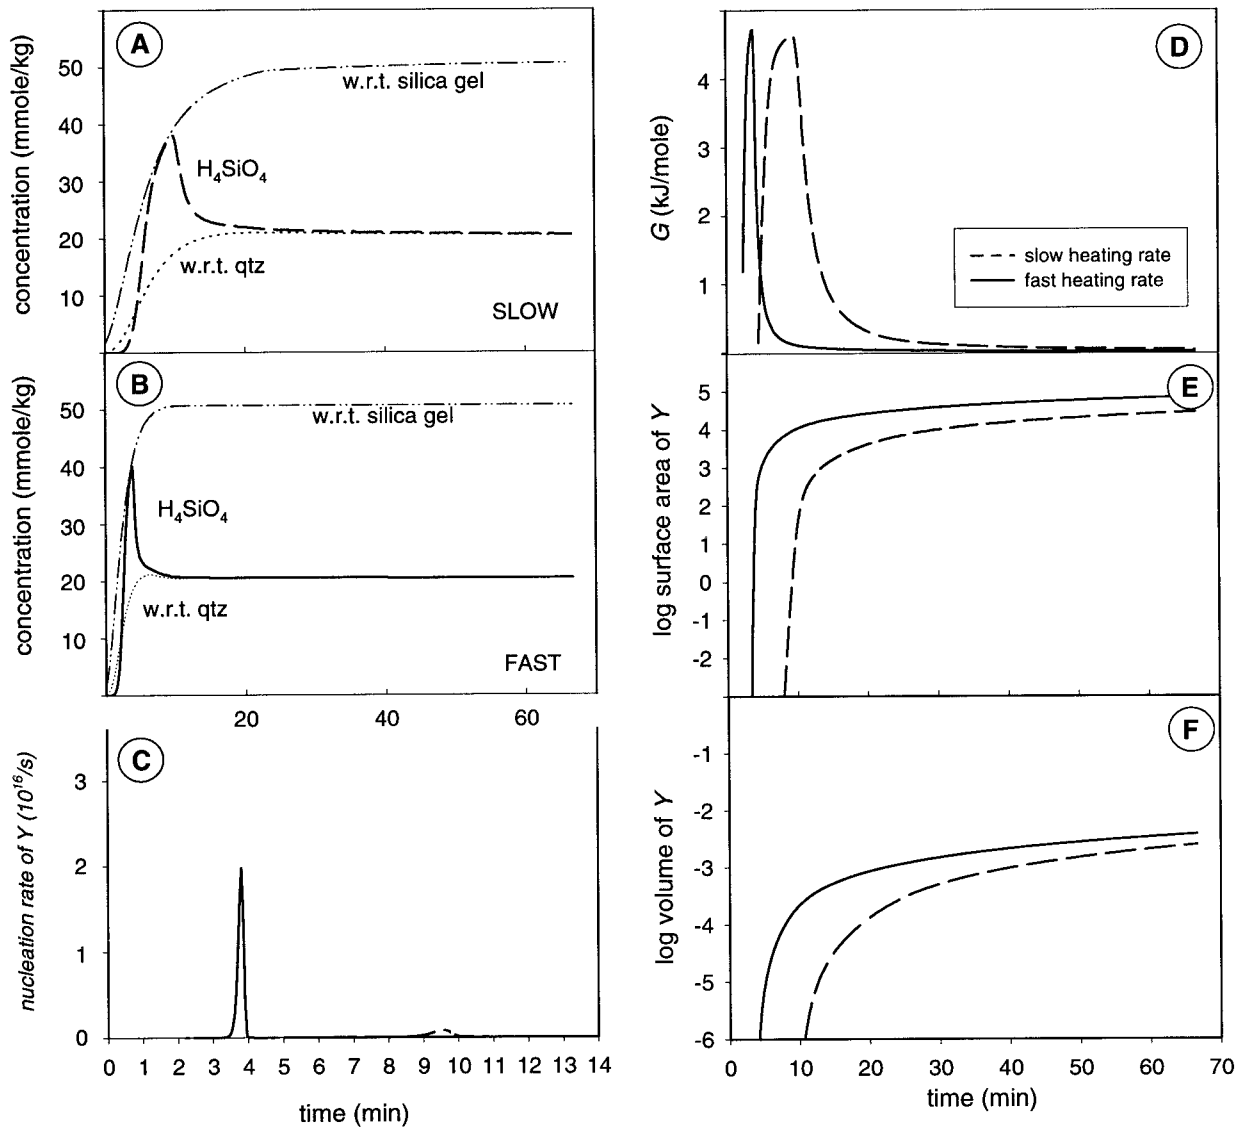 A
concentration (mmole/kg)
50
40
30
20
10
w.r.t. silica gel
H₄SiO₄
w.r.t. qtz
SLOW
B
concentration (mmole/kg)
50
40
30
20
10
w.r.t. silica gel
H₄SiO₄
w.r.t. qtz
FAST
20 40 60
C
nucleation rate of Y (10¹⁶/s)
3
2
1
0
0 1 2 3 4 5 6 7 8 9 10 11 12 13 14
time (min)
D
G (kJ/mole)
4
3
2
1
slow heating rate
fast heating rate
E
log surface area of Y
5
4
3
2
1
0
-1
-2
F
log volume of Y
-1
-2
-3
-4
-5
-6
0 10 20 30 40 50 60 70
time (min)